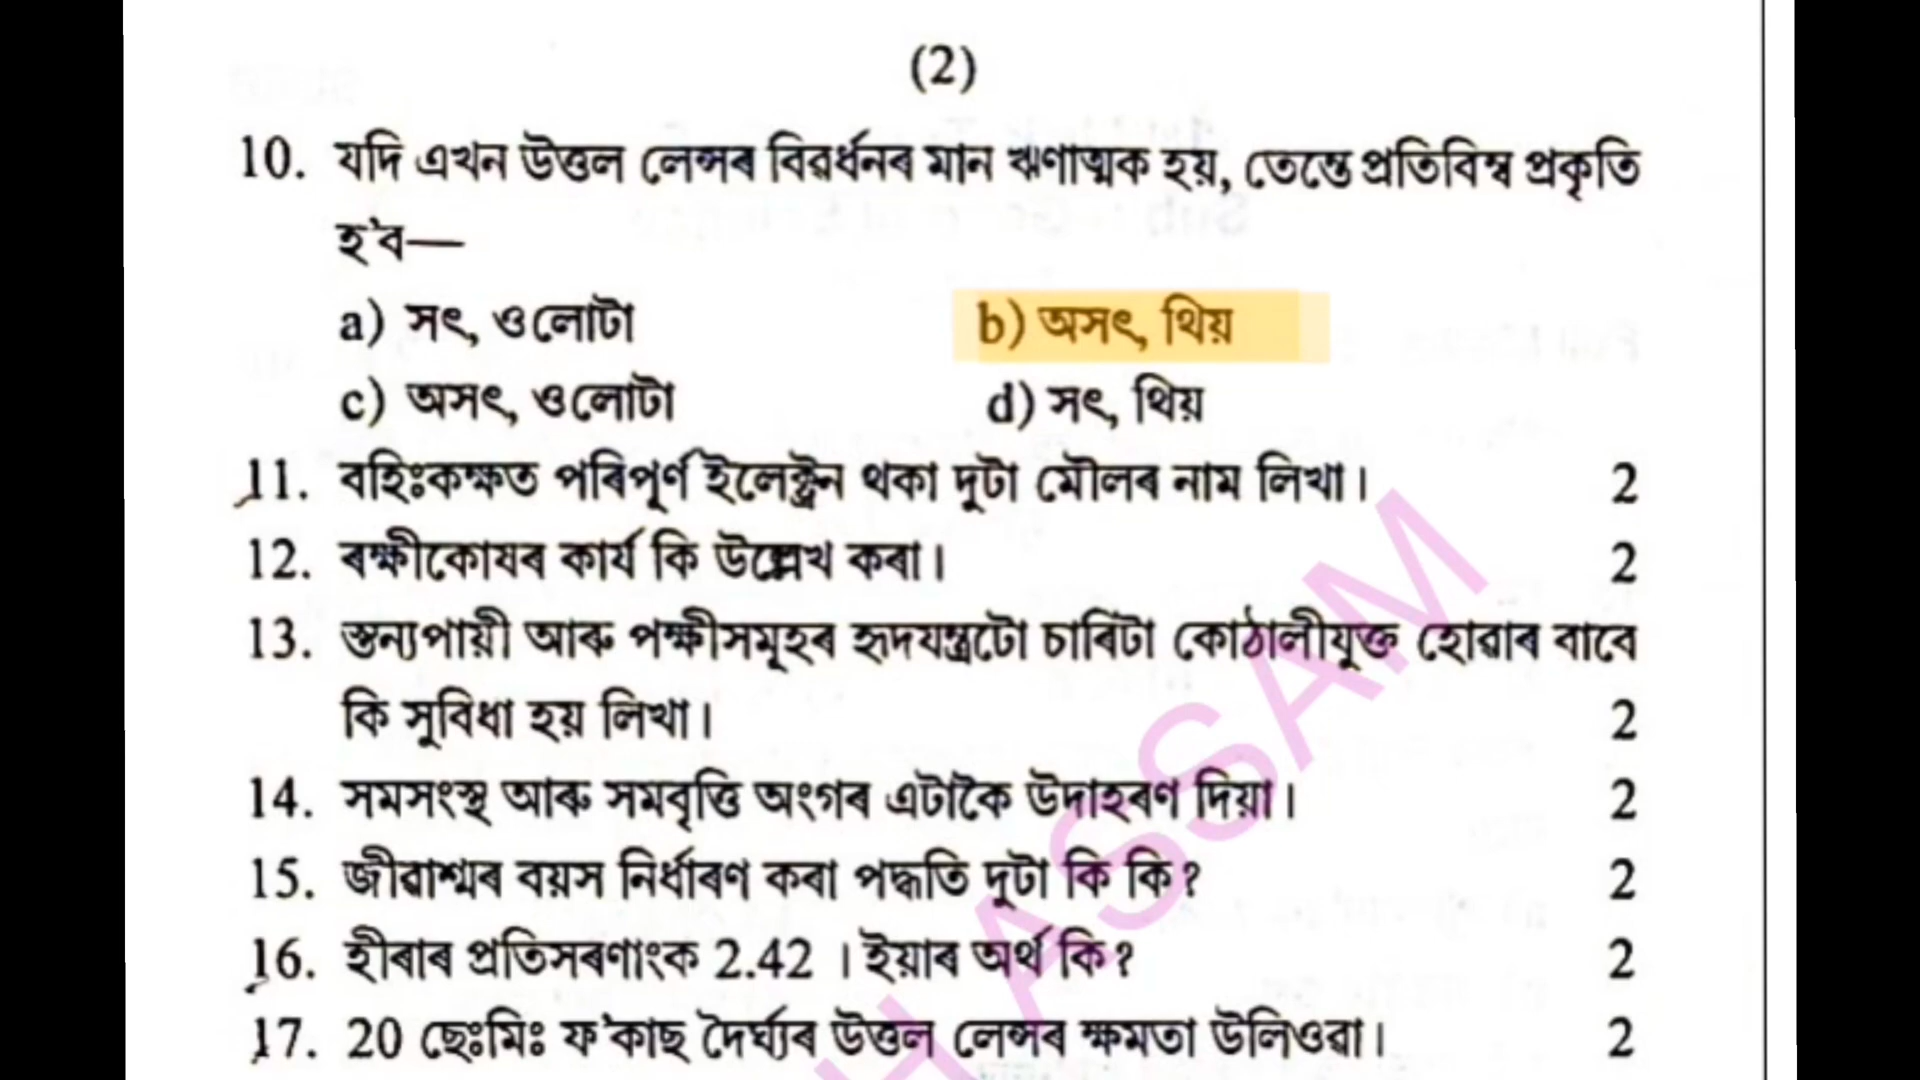 (2)
10. যদি এখন উত্তল লেন্সৰ বিৱৰ্ধনৰ মান ঋণাত্মক হয়, তেন্তে প্ৰতিবিম্ব প্ৰকৃতি
হ'ব—
a) সৎ, ওলোটা b) অসৎ, থিয়
c) অসৎ, ওলোটা d) সৎ, থিয়
11. বহিঃকক্ষত পৰিপূৰ্ণ ইলেক্ট্ৰন থকা দুটা মৌলৰ নাম লিখা। 2
12. ৰক্ষীকোষৰ কাৰ্য কি উল্লেখ কৰা। 2
13. স্তন্যপায়ী আৰু পক্ষীসমূহৰ হৃদযন্ত্ৰটো চাৰিটা কোঠালীযুক্ত হোৱাৰ বাবে
কি সুবিধা হয় লিখা। 2
14. সমসংস্থ আৰু সমবৃত্তি অংগৰ এটাকৈ উদাহৰণ দিয়া। 2
15. জীৱাশ্মৰ বয়স নিৰ্ধাৰণ কৰা পদ্ধতি দুটা কি কি? 2
16. হীৰাৰ প্ৰতিসৰণাংক 2.42 । ইয়াৰ অৰ্থ কি? 2
17. 20 ছেঃমিঃ ফ'কাছ দৈৰ্ঘ্যৰ উত্তল লেন্সৰ ক্ষমতা উলিওৱা। 2
H ASSAM